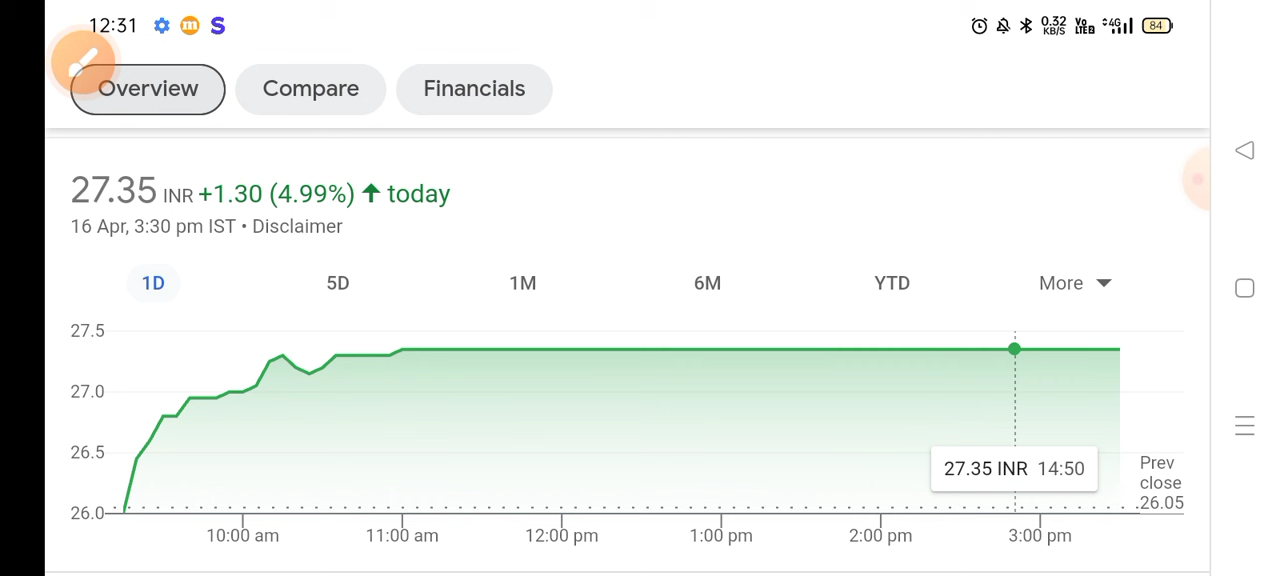 12:31 m S 0.32 KB/S Vo LTE2 4G 84
Overview Compare Financials
27.35 INR +1.30 (4.99%) ↑ today
16 Apr, 3:30 pm IST • Disclaimer
1D 5D 1M 6M YTD More
27.5
27.0
26.5
26.0
27.35 INR 14:50
Prev
close
26.05
10:00 am 11:00 am 12:00 pm 1:00 pm 2:00 pm 3:00 pm